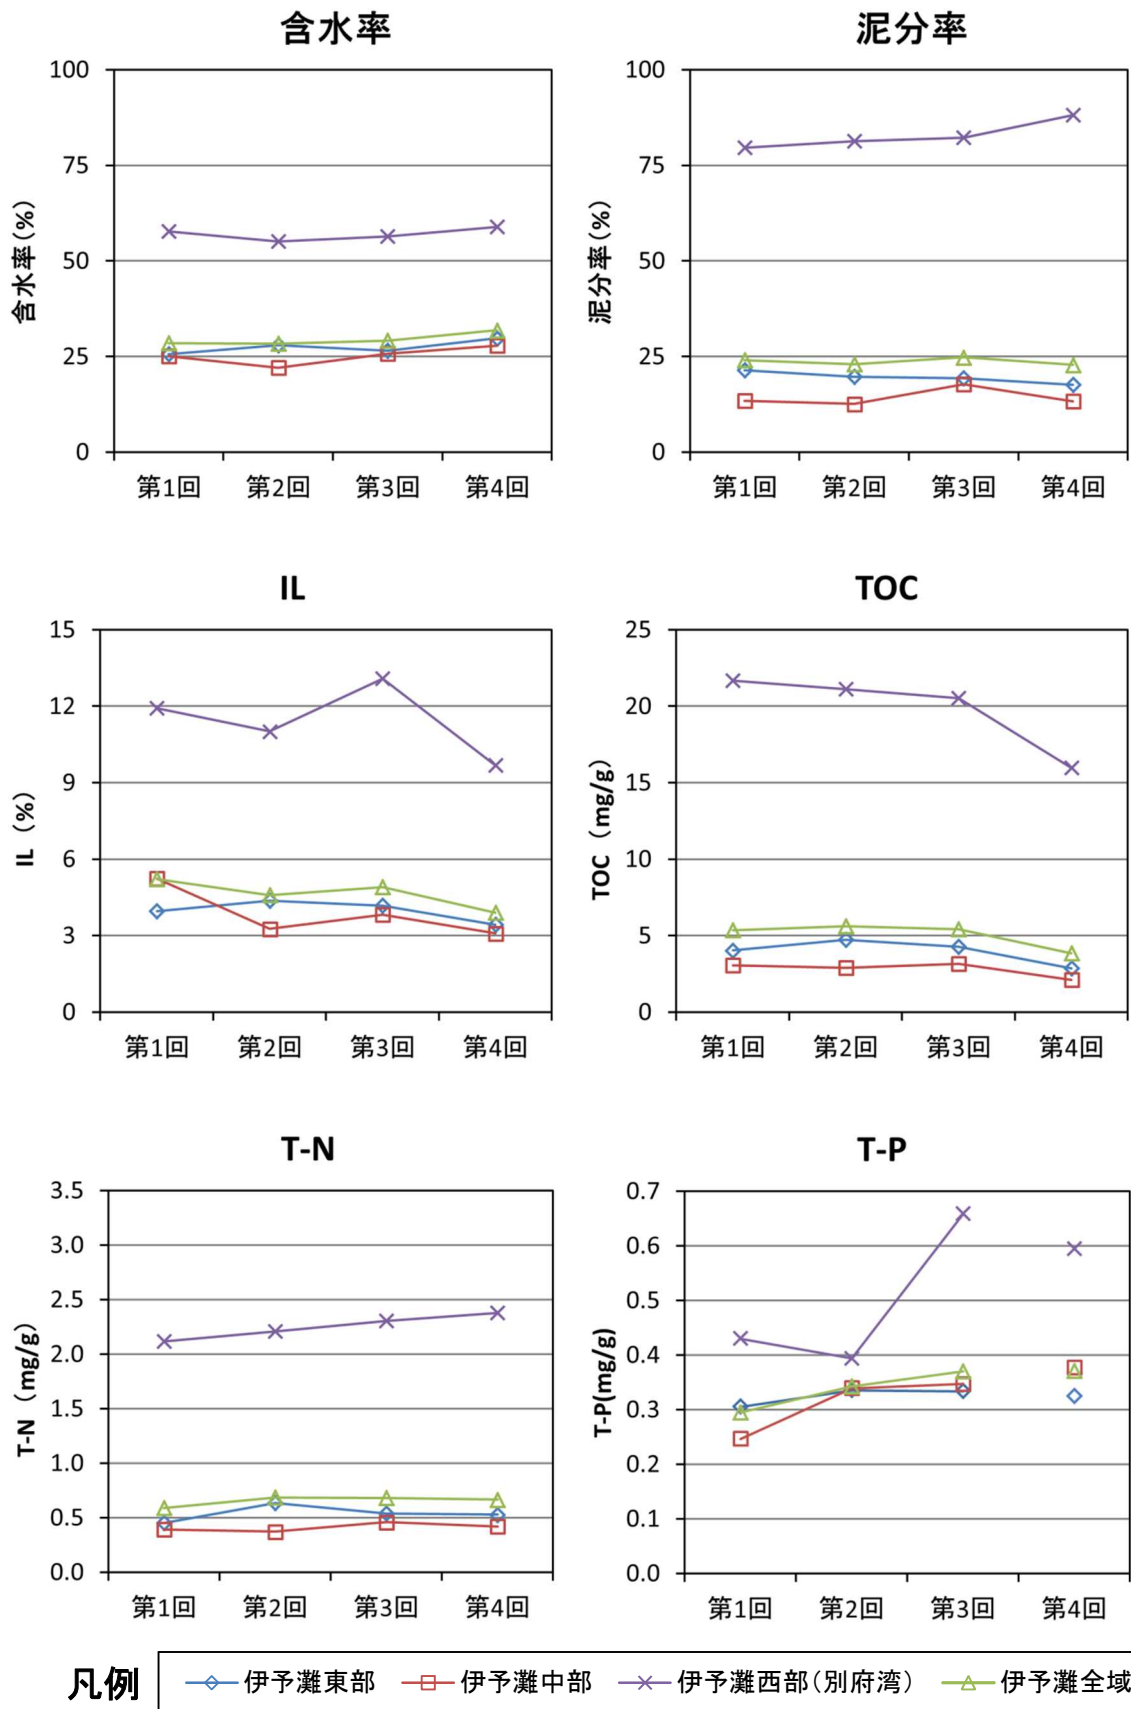 含水率
100
75
50
25
0
含水率(%)
第1回 第2回 第3回 第4回
泥分率
100
75
50
25
0
泥分率(%)
第1回 第2回 第3回 第4回
IL
15
12
9
6
3
0
IL (%)
第1回 第2回 第3回 第4回
TOC
25
20
15
10
5
0
TOC (mg/g)
第1回 第2回 第3回 第4回
T-N
3.5
3.0
2.5
2.0
1.5
1.0
0.5
0.0
T-N (mg/g)
第1回 第2回 第3回 第4回
T-P
0.7
0.6
0.5
0.4
0.3
0.2
0.1
0.0
T-P(mg/g)
第1回 第2回 第3回 第4回
凡例 伊予灘東部 伊予灘中部 伊予灘西部(別府湾) 伊予灘全域